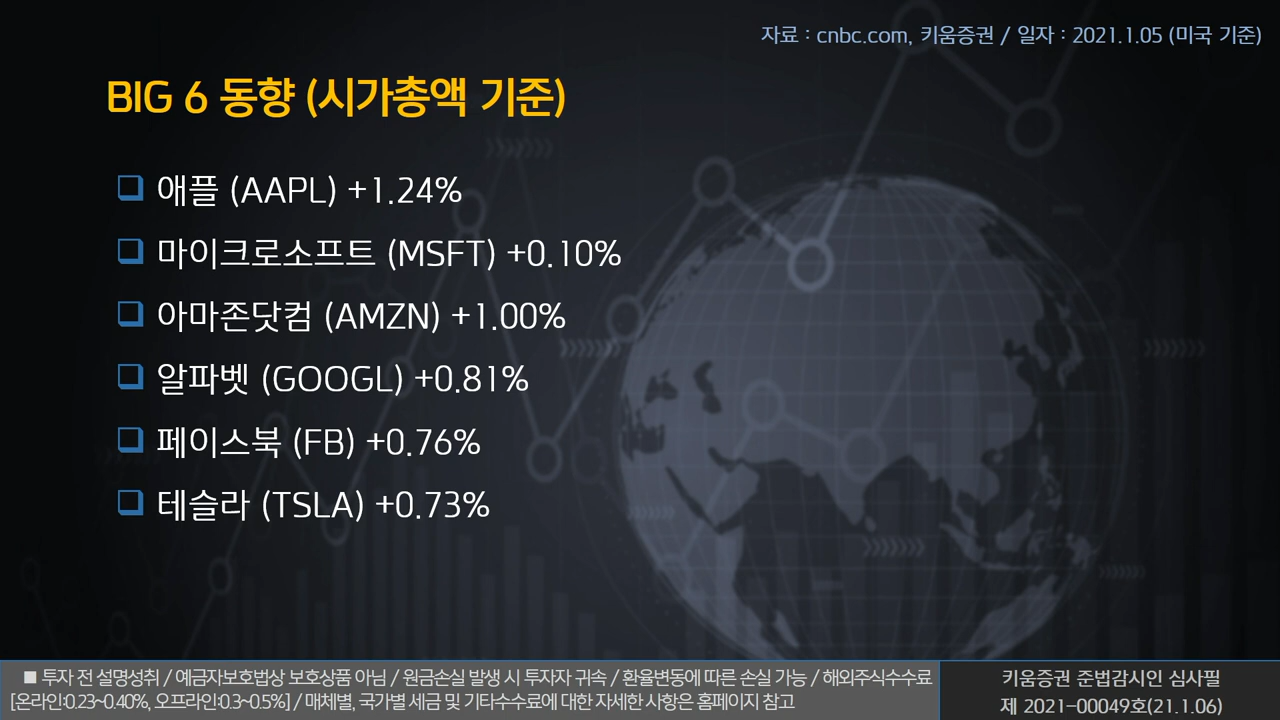 자료 : cnbc.com, 키움증권 / 일자 : 2021.1.05 (미국 기준)
BIG 6 동향 (시가총액 기준)
애플 (AAPL) +1.24%
마이크로소프트 (MSFT) +0.10%
아마존닷컴 (AMZN) +1.00%
알파벳 (GOOGL) +0.81%
페이스북 (FB) +0.76%
테슬라 (TSLA) +0.73%
■ 투자 전 설명성취 / 예금자보호법상 보호상품 아님 / 원금손실 발생 시 투자자 귀속 / 환율변동에 따른 손실 가능 / 해외주식수수료
[온라인:0.23~0.40%, 오프라인:0.3~0.5%] / 매체별, 국가별 세금 및 기타수수료에 대한 자세한 사항은 홈페이지 참고
키움증권 준법감시인 심사필
제 2021-00049호(21.1.06)